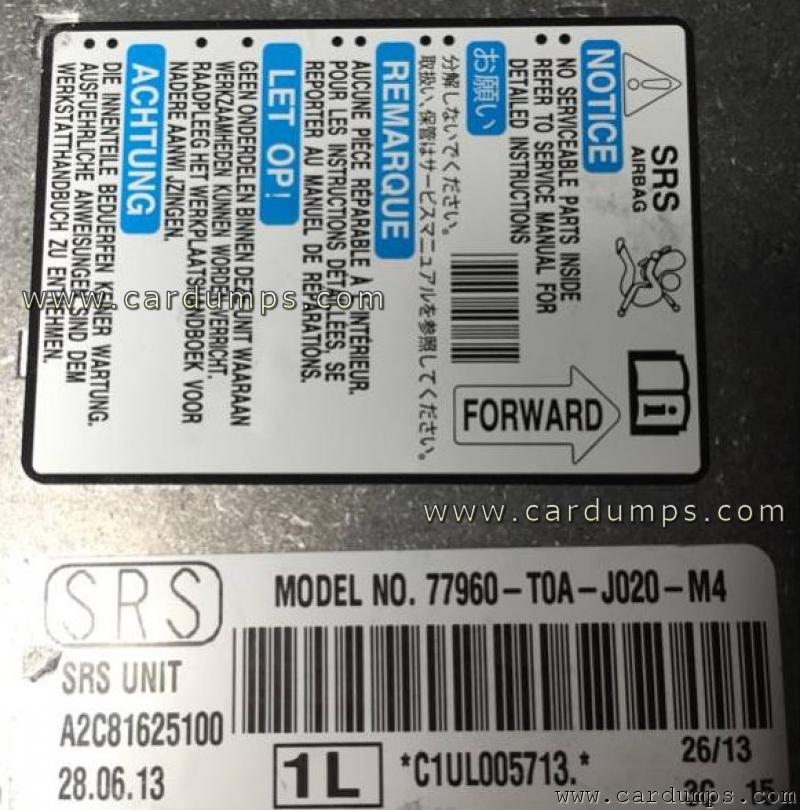 SRS
AIRBAG
NOTICE
• NO SERVICEABLE PARTS INSIDE
• REFER TO SERVICE MANUAL FOR
DETAILED INSTRUCTIONS
お願い
• 分解しないでください。
• 取扱い、保管はサービスマニュアルを参照してください。
REMARQUE
• AUCUNE PIÈCE RÉPARABLE À L'INTÉRIEUR.
• POUR LES INSTRUCTIONS DÉTAILLÉES, SE
REPORTER AU MANUEL DE RÉPARATIONS.
LET OP!
• GEEN ONDERDELEN BINNEN DEZE UNIT WAARAAN
WERKZAAMHEDEN KUNNEN WORDEN VERRICHT.
• RAADPLEEG HET WERKPLAATSHANDBOEK VOOR
NADERE AANWIJZINGEN.
ACHTUNG
• DIE INNENTEILE BEDUERFEN KEINER WARTUNG.
• AUSFUEHRLICHE ANWEISUNGEN SIND DEM
WERKSTATTHANDBUCH ZU ENTNEHMEN.
FORWARD
www.cardumps.com
www.cardumps.com
SRS
MODEL NO. 77960-T0A-J020-M4
SRS UNIT
A2C81625100
28.06.13
1L
*C1UL005713.*
26/13
www.cardumps.com